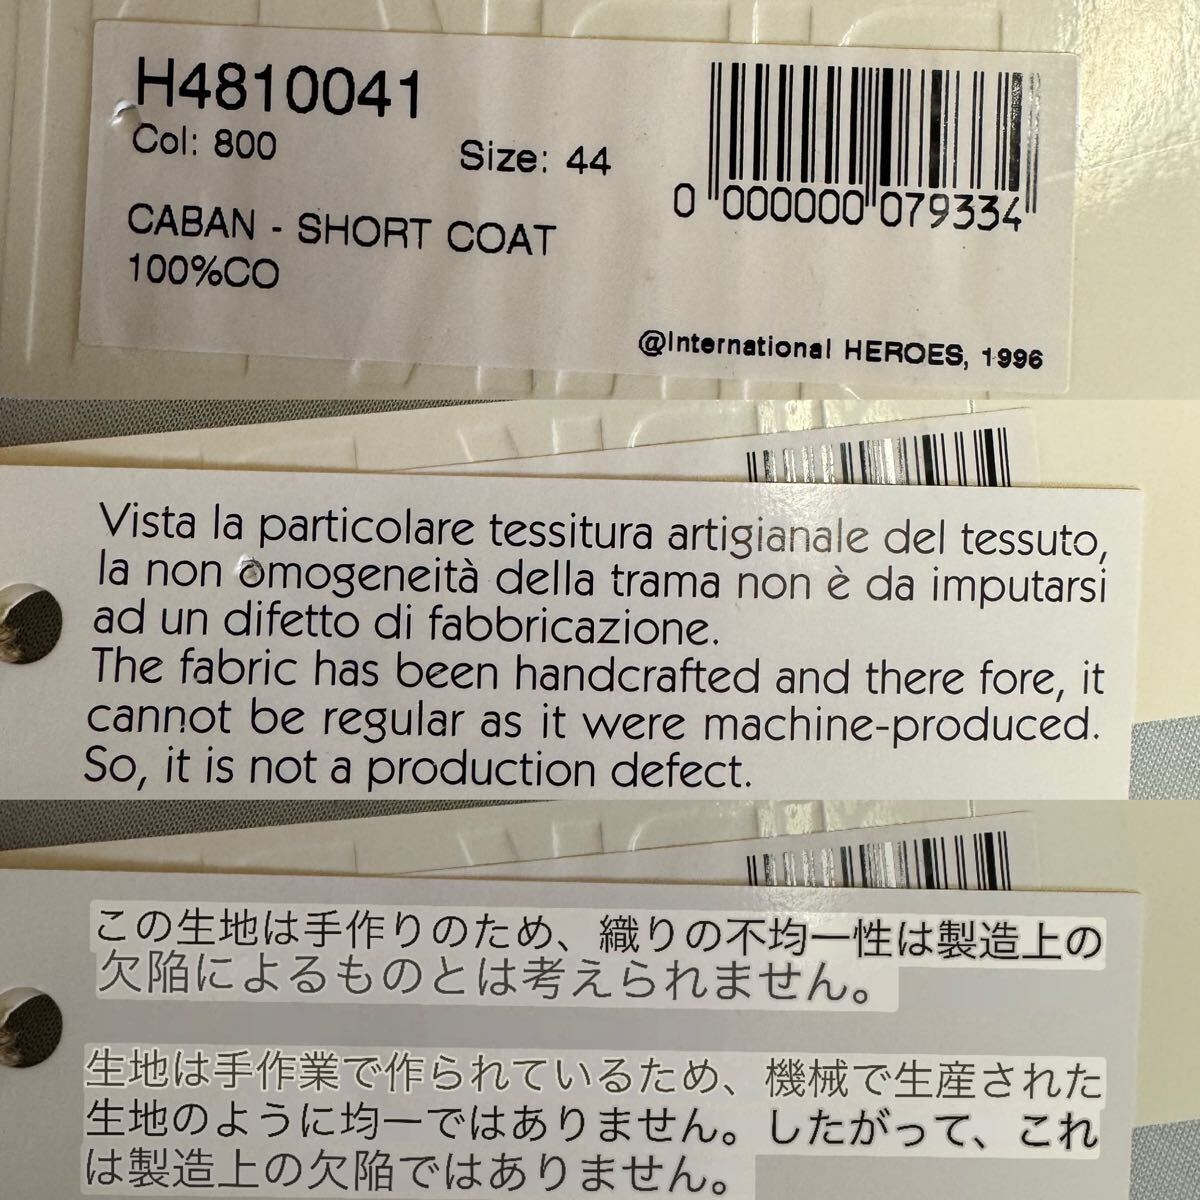 H4810041
Col: 800 Size: 44
CABAN - SHORT COAT
100%CO
0 000000 079334
@International HEROES, 1996
Vista la particolare tessitura artigianale del tessuto,
la non omogeneità della trama non è da imputarsi
ad un difetto di fabbricazione.
The fabric has been handcrafted and there fore, it
cannot be regular as it were machine-produced.
So, it is not a production defect.
この生地は手作りのため、織りの不均一性は製造上の
欠陥によるものとは考えられません。
生地は手作業で作られているため、機械で生産された
生地のように均一ではありません。したがって、これ
は製造上の欠陥ではありません。